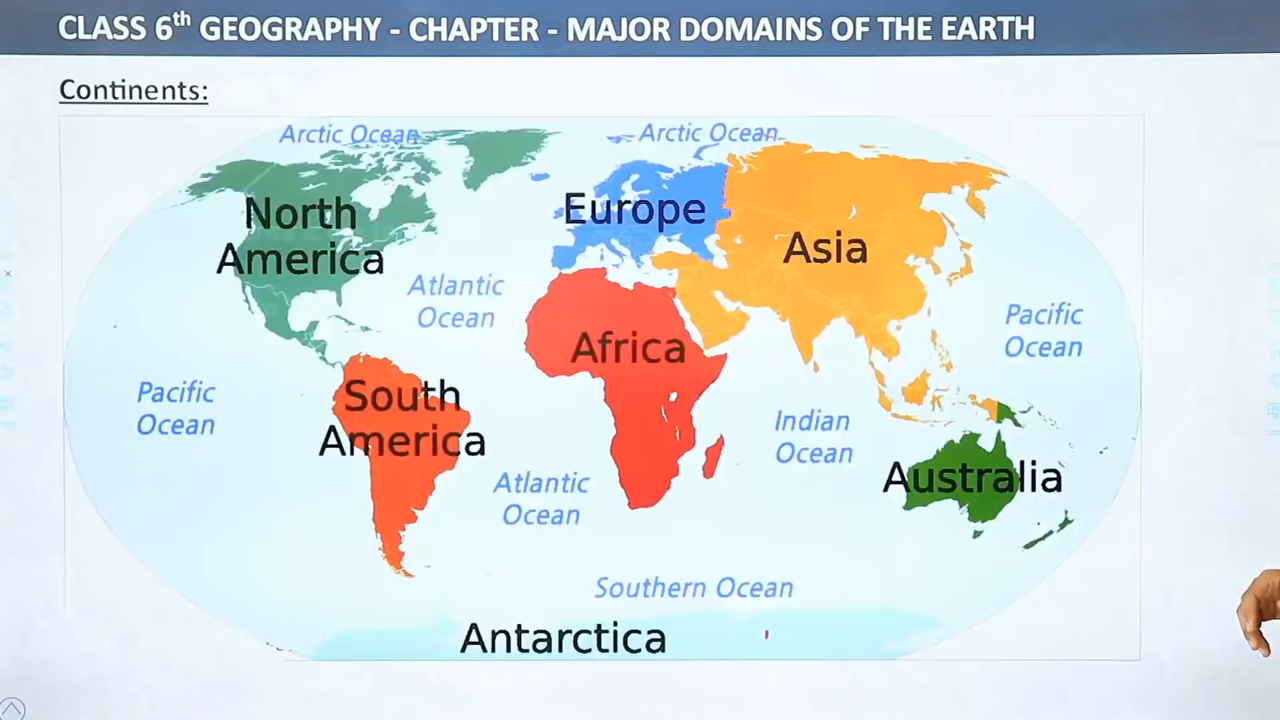 CLASS 6th GEOGRAPHY - CHAPTER - MAJOR DOMAINS OF THE EARTH
Continents:
Arctic Ocean
Arctic Ocean
North
America
Europe
Asia
Atlantic
Ocean
Pacific
Ocean
Africa
Pacific
Ocean
South
America
Indian
Ocean
Australia
Atlantic
Ocean
Southern Ocean
Antarctica